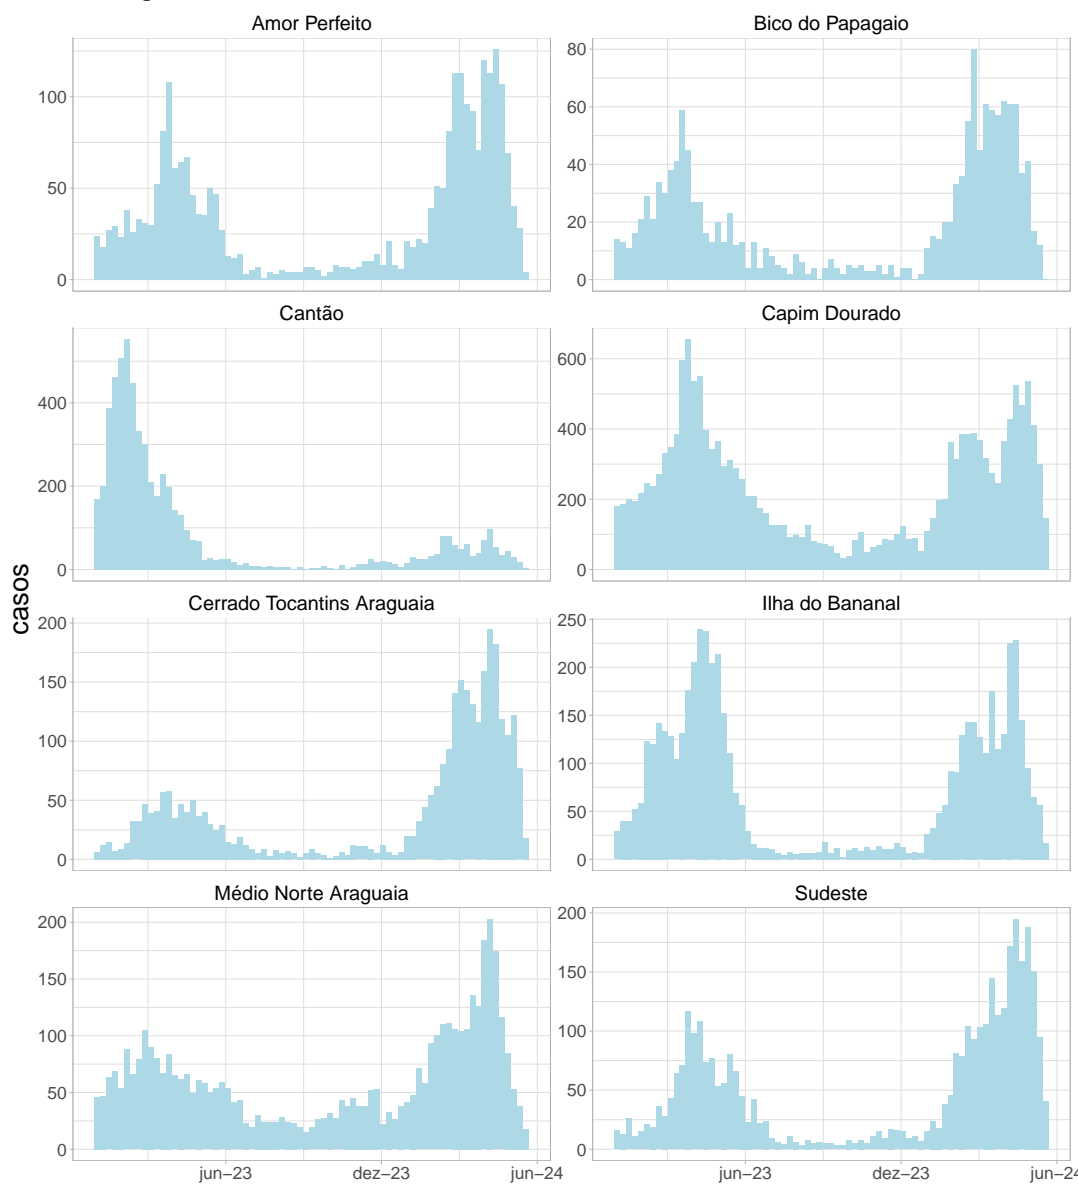 Amor Perfeito
Bico do Papagaio
100
50
0
80
60
40
20
0
Cantão
Capim Dourado
400
200
0
600
400
200
0
casos
Cerrado Tocantins Araguaia
Ilha do Bananal
200
150
100
50
0
250
200
150
100
50
0
Médio Norte Araguaia
Sudeste
200
150
100
50
0
200
150
100
50
0
jun–23
dez–23
jun–24
jun–23
dez–23
jun–24